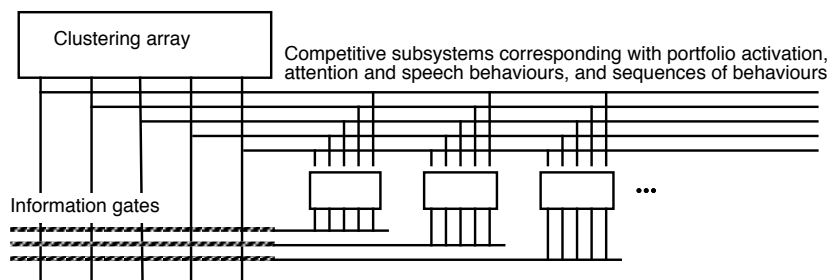 Clustering array
Competitive subsystems corresponding with portfolio activation,
attention and speech behaviours, and sequences of behaviours
Information gates
...